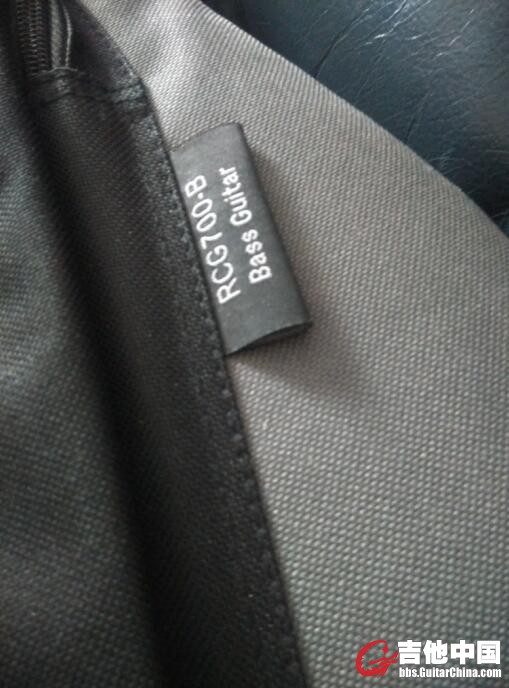 RCG700-B
Bass Guitar
吉他中国
bbs.GuitarChina.com